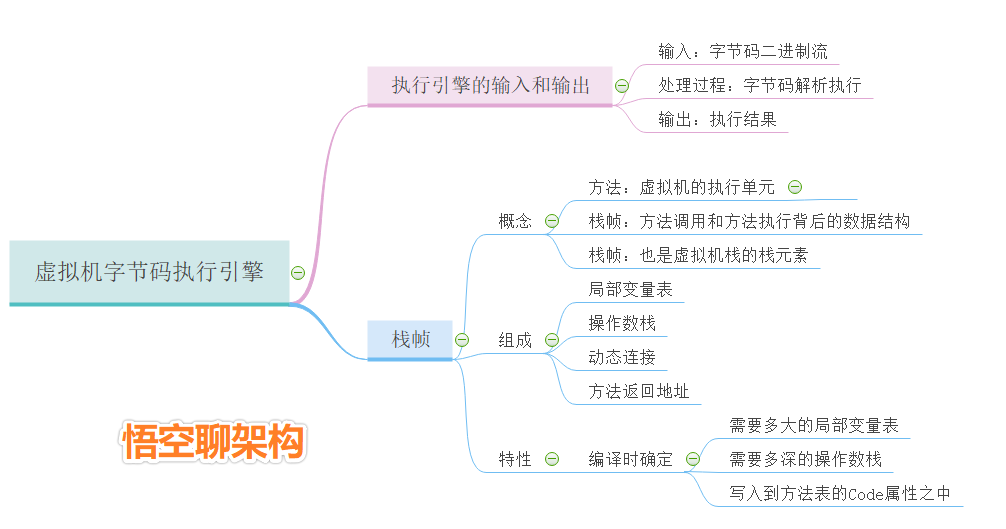 虚拟机字节码执行引擎
执行引擎的输入和输出
输入：字节码二进制流
处理过程：字节码解析执行
输出：执行结果
栈帧
概念
方法：虚拟机的执行单元
栈帧：方法调用和方法执行背后的数据结构
栈帧：也是虚拟机栈的栈元素
组成
局部变量表
操作数栈
动态连接
方法返回地址
特性
编译时确定
需要多大的局部变量表
需要多深的操作数栈
写入到方法表的Code属性之中
悟空聊架构